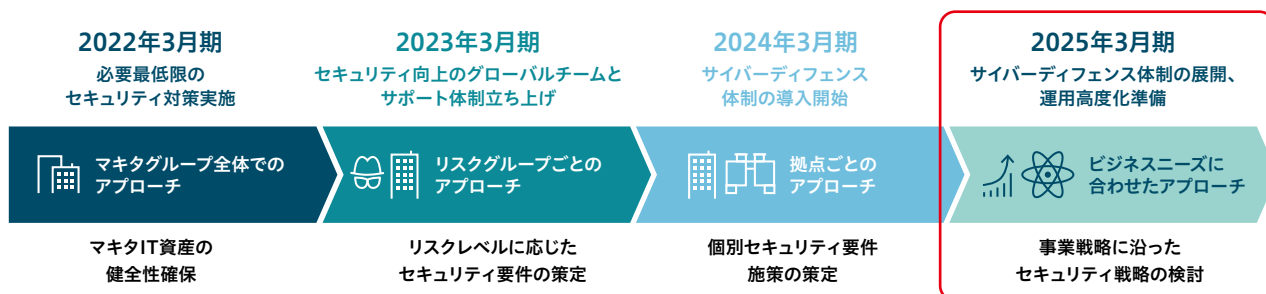 2022年3月期
必要最低限の
セキュリティ対策実施
マキタグループ全体での
アプローチ
マキタIT資産の
健全性確保
2023年3月期
セキュリティ向上のグローバルチームと
サポート体制立ち上げ
リスクグループごとの
アプローチ
リスクレベルに応じた
セキュリティ要件の策定
2024年3月期
サイバーディフェンス
体制の導入開始
拠点ごとの
アプローチ
個別セキュリティ要件
施策の策定
2025年3月期
サイバーディフェンス体制の展開、
運用高度化準備
ビジネスニーズに
合わせたアプローチ
事業戦略に沿った
セキュリティ戦略の検討